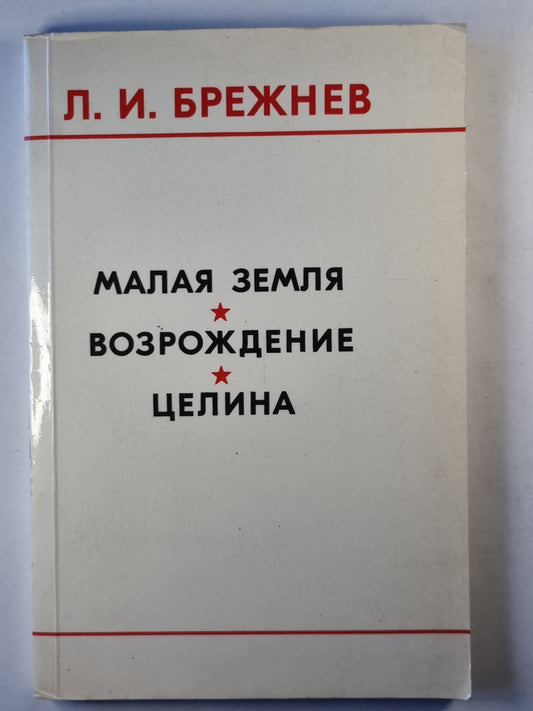 Л. И. БРЕЖНЕВ
МАЛАЯ ЗЕМЛЯ
ВОЗРОЖДЕНИЕ
ЦЕЛИНА